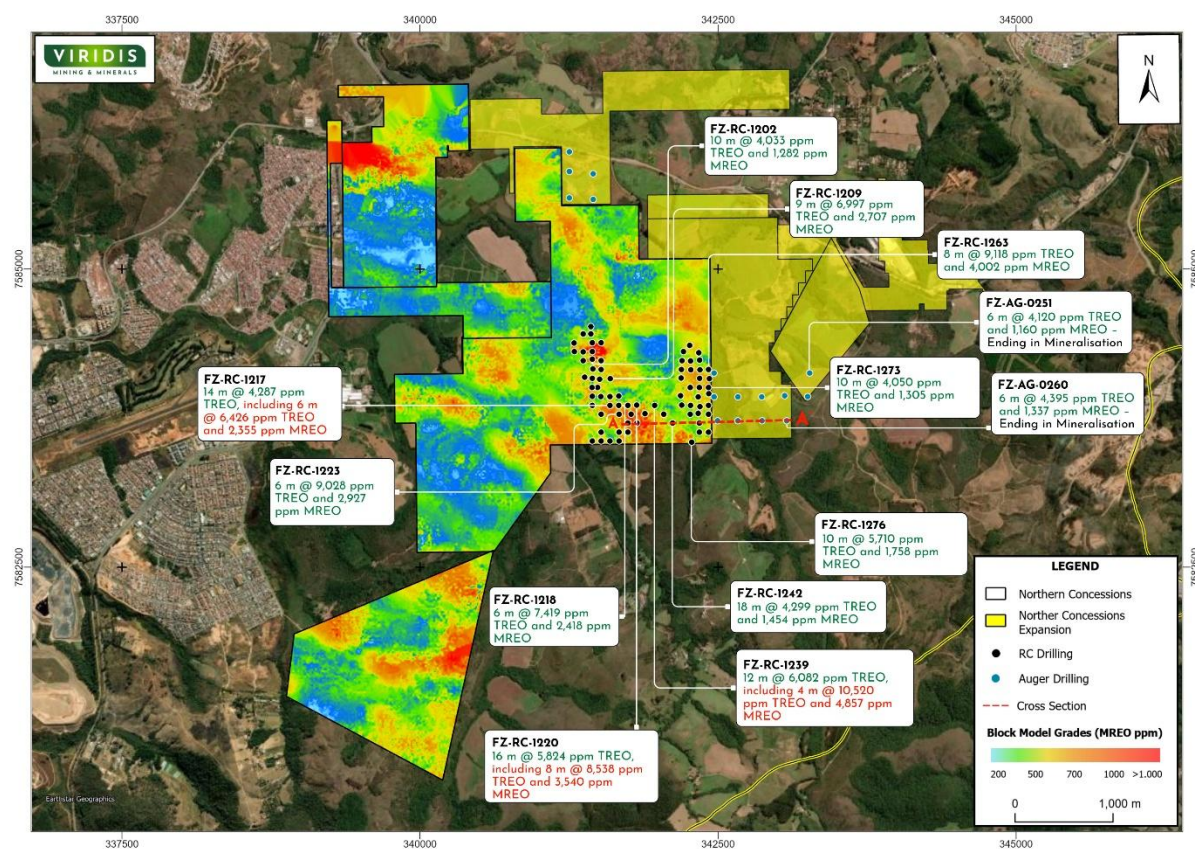 337500
340000
342500
345000
VIRIDIS
MINING & MINERALS
N
FZ-RC-1202
10 m @ 4,033 ppm
TREO and 1,282 ppm
MREO
FZ-RC-1209
9 m @ 6,997 ppm
TREO and 2,707 ppm
MREO
FZ-RC-1263
8 m @ 9,118 ppm TREO
and 4,002 ppm MREO
7585000
7585000
FZ-AG-0251
6 m @ 4,120 ppm TREO
and 1,160 ppm MREO –
Ending in Mineralisation
FZ-RC-1273
10 m @ 4,050 ppm
TREO and 1,305 ppm
MREO
FZ-AG-0260
6 m @ 4,395 ppm TREO
and 1,337 ppm MREO –
Ending in Mineralisation
FZ-RC-1217
14 m @ 4,287 ppm
TREO, including 6 m
@ 6,426 ppm TREO
and 2,355 ppm MREO
A
A'
FZ-RC-1223
6 m @ 9,028 ppm
TREO and 2,927
ppm MREO
FZ-RC-1276
10 m @ 5,710 ppm
TREO and 1,758 ppm
MREO
7582500
7582500
FZ-RC-1218
6 m @ 7,419 ppm
TREO and 2,418 ppm
MREO
FZ-RC-1242
18 m @ 4,299 ppm TREO
and 1,454 ppm MREO
FZ-RC-1239
12 m @ 6,082 ppm TREO,
including 4 m @ 10,520
ppm TREO and 4,857 ppm
MREO
FZ-RC-1220
16 m @ 5,824 ppm TREO,
including 8 m @ 8,538 ppm
TREO and 3,540 ppm
MREO
LEGEND
Northern Concessions
Norther Concessions
Expansion
RC Drilling
Auger Drilling
Cross Section
Block Model Grades (MREO ppm)
200 500 700 1000 >1.000
0 1,000 m
Earthstar Geographics
337500
340000
342500
345000